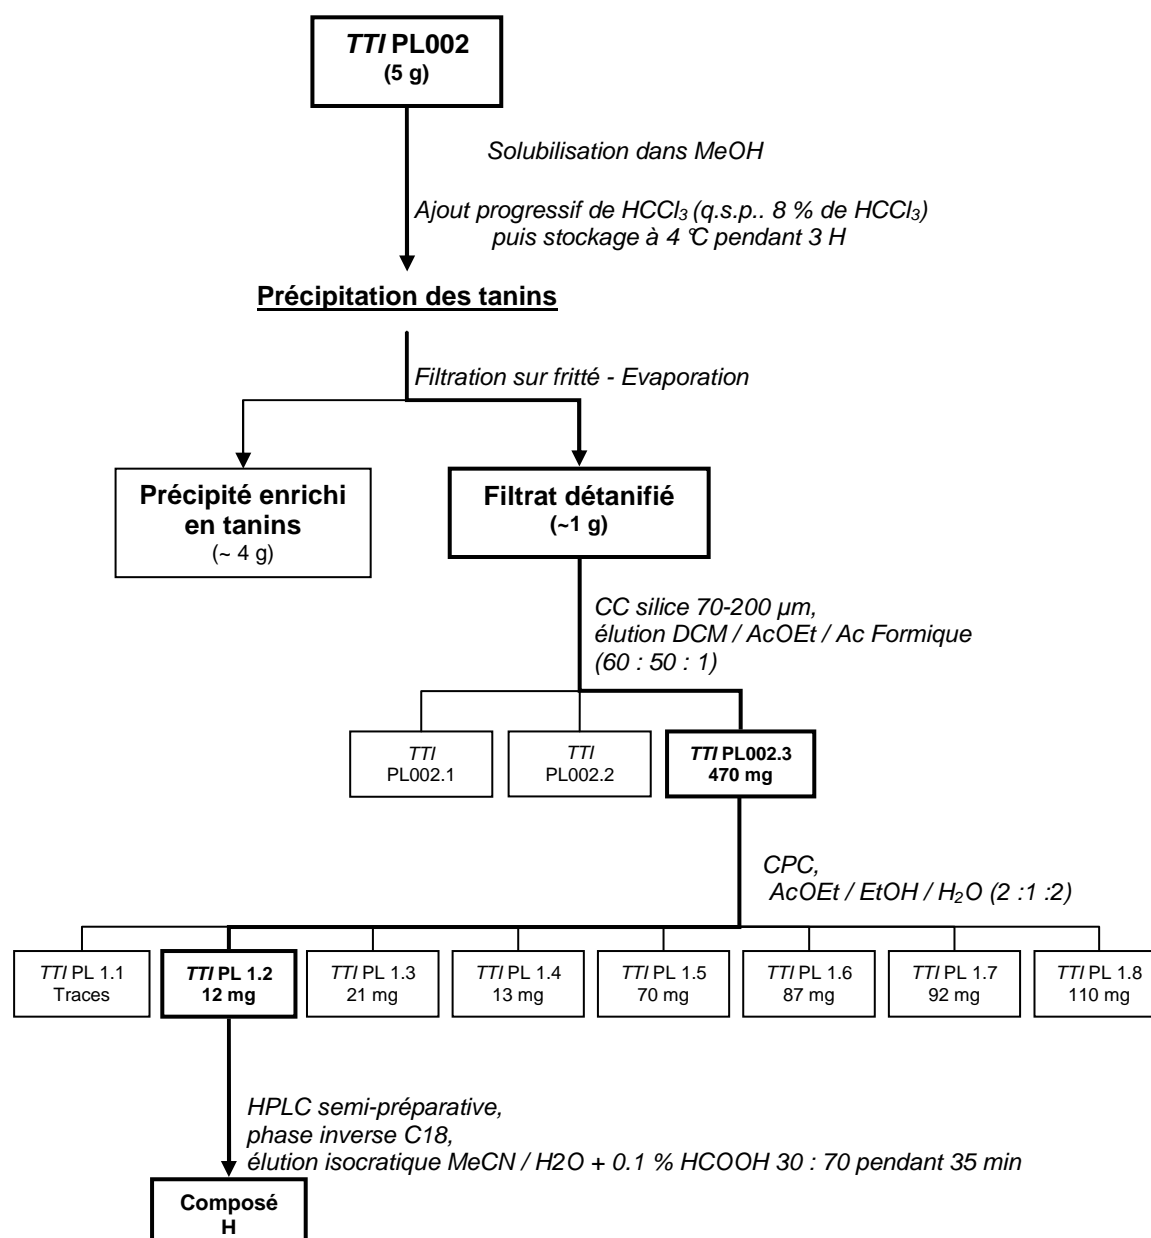 TTI PL002
(5 g)
Solubilisation dans MeOH
Ajout progressif de HCCl₃ (q.s.p.. 8 % de HCCl₃)
puis stockage à 4 °C pendant 3 H
Précipitation des tanins
Filtration sur fritté - Evaporation
Précipité enrichi
en tanins
(~ 4 g)
Filtrat détanifié
(~1 g)
CC silice 70-200 µm,
élution DCM / AcOEt / Ac Formique
(60 : 50 : 1)
TTI
PL002.1
TTI
PL002.2
TTI PL002.3
470 mg
CPC,
AcOEt / EtOH / H₂O (2 :1 :2)
TTI PL 1.1
Traces
TTI PL 1.2
12 mg
TTI PL 1.3
21 mg
TTI PL 1.4
13 mg
TTI PL 1.5
70 mg
TTI PL 1.6
87 mg
TTI PL 1.7
92 mg
TTI PL 1.8
110 mg
HPLC semi-préparative,
phase inverse C18,
élution isocratique MeCN / H2O + 0.1 % HCOOH 30 : 70 pendant 35 min
Composé
H